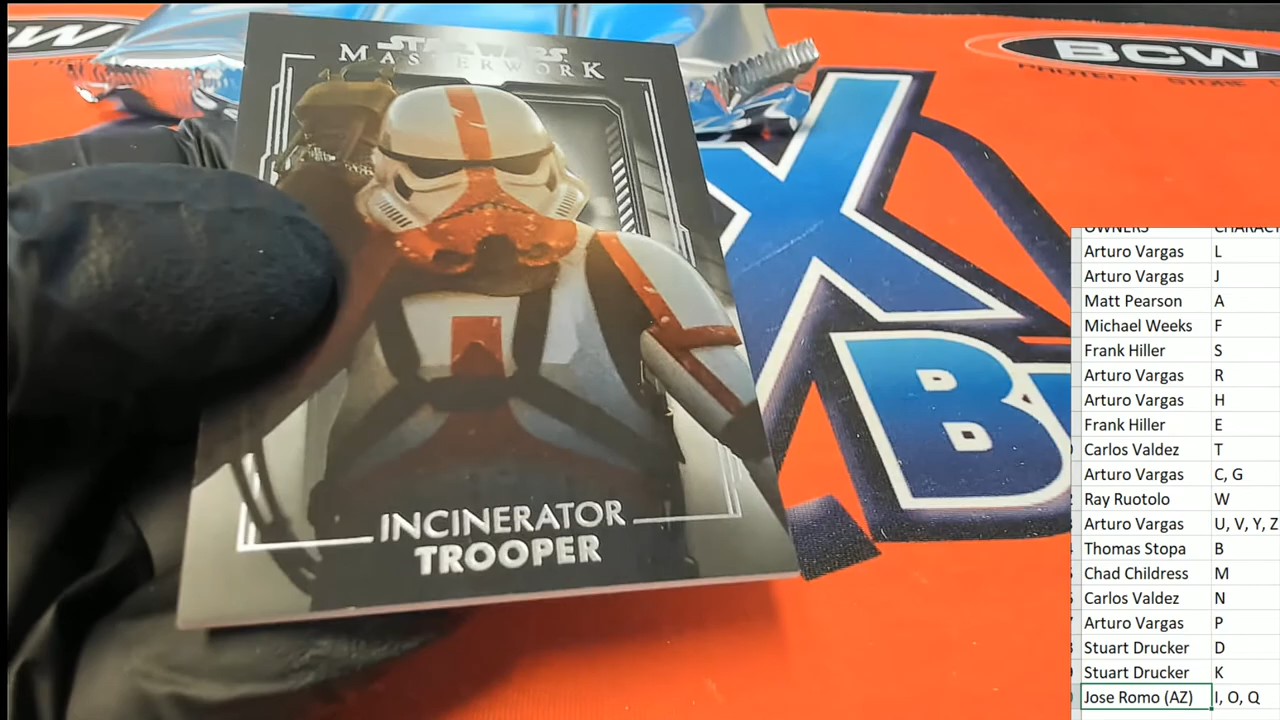 STAR WARS
MASTERWORK
INCINERATOR
TROOPER
BCW
X
B
OWNERS CHARACT
Arturo Vargas L
Arturo Vargas J
Matt Pearson A
Michael Weeks F
Frank Hiller S
Arturo Vargas R
Arturo Vargas H
Frank Hiller E
Carlos Valdez T
Arturo Vargas C, G
Ray Ruotolo W
Arturo Vargas U, V, Y, Z
Thomas Stopa B
Chad Childress M
Carlos Valdez N
Arturo Vargas P
Stuart Drucker D
Stuart Drucker K
Jose Romo (AZ) I, O, Q